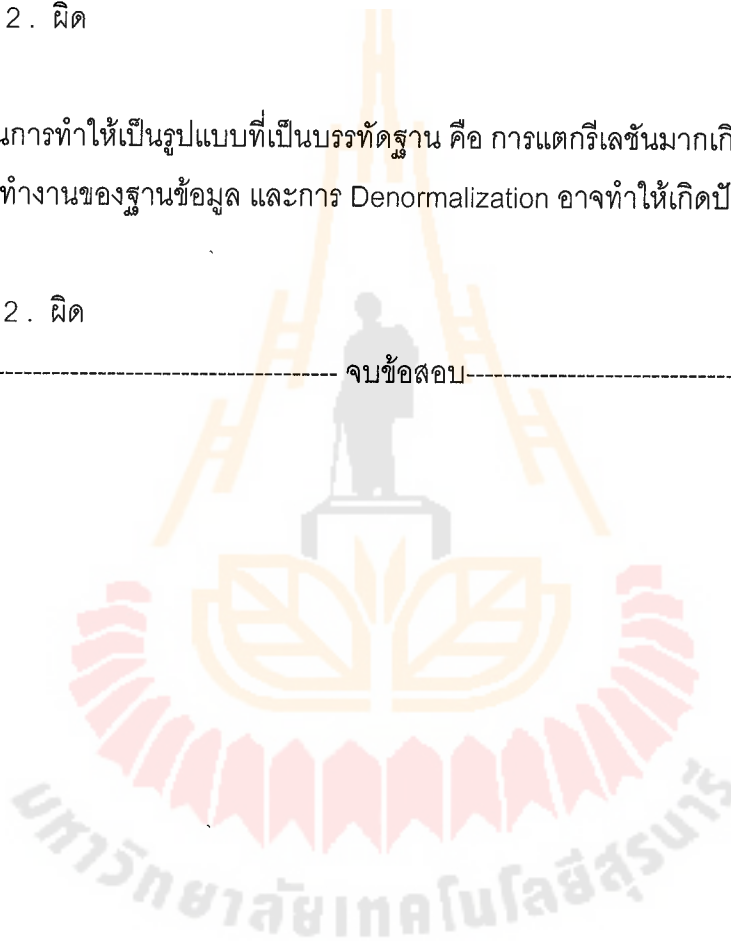 2. ผิด
นการทำให้เป็นรูปแบบที่เป็นบรรทัดฐาน คือ การแตกรีเลชันมากเกิ
ทำงานของฐานข้อมูล และการ Denormalization อาจทำให้เกิดปั
2. ผิด
------------------------------------ จบข้อสอบ-----------------------------
มหาวิทยาลัยเทคโนโลยีสุรนารี